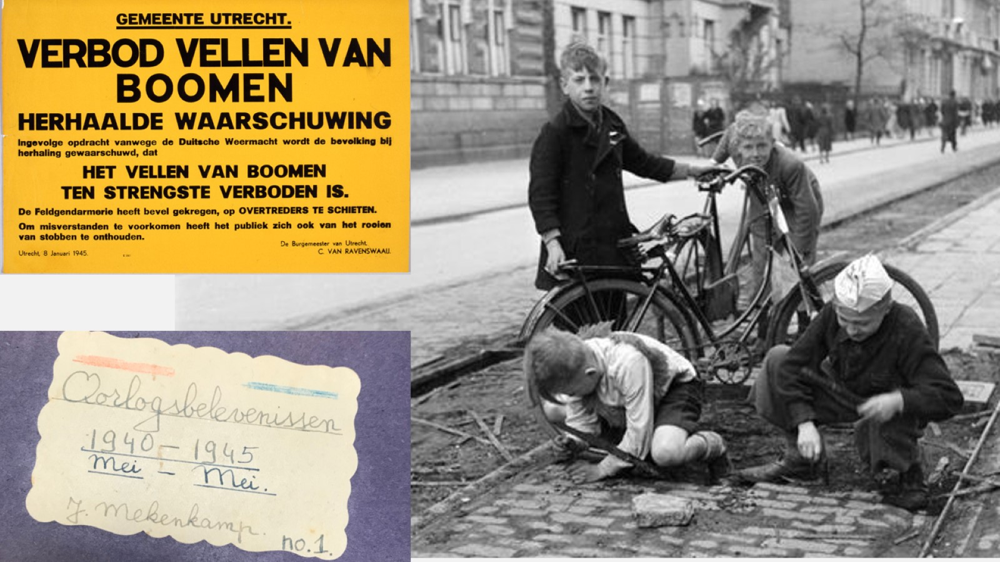 GEMEENTE UTRECHT.
VERBOD VELLEN VAN
BOOMEN
HERHAALDE WAARSCHUWING
Ingevolge opdracht vanwege de Duitsche Weermacht wordt de bevolking bij
herhaling gewaarschuwd, dat
HET VELLEN VAN BOOMEN
TEN STRENGSTE VERBODEN IS.
De Feldgendarmerie heeft bevel gekregen, op OVERTREDERS TE SCHIETEN.
Om misverstanden te voorkomen heeft het publiek zich ook van het rooien
van stobben te onthouden.
De Burgemeester van Utrecht,
C. VAN RAVENSWAAIJ.
Utrecht, 8 Januari 1945.
Oorlogsbelevenissen
1940 – 1945
Mei – Mei.
J. Mekenkamp.
no. 1.